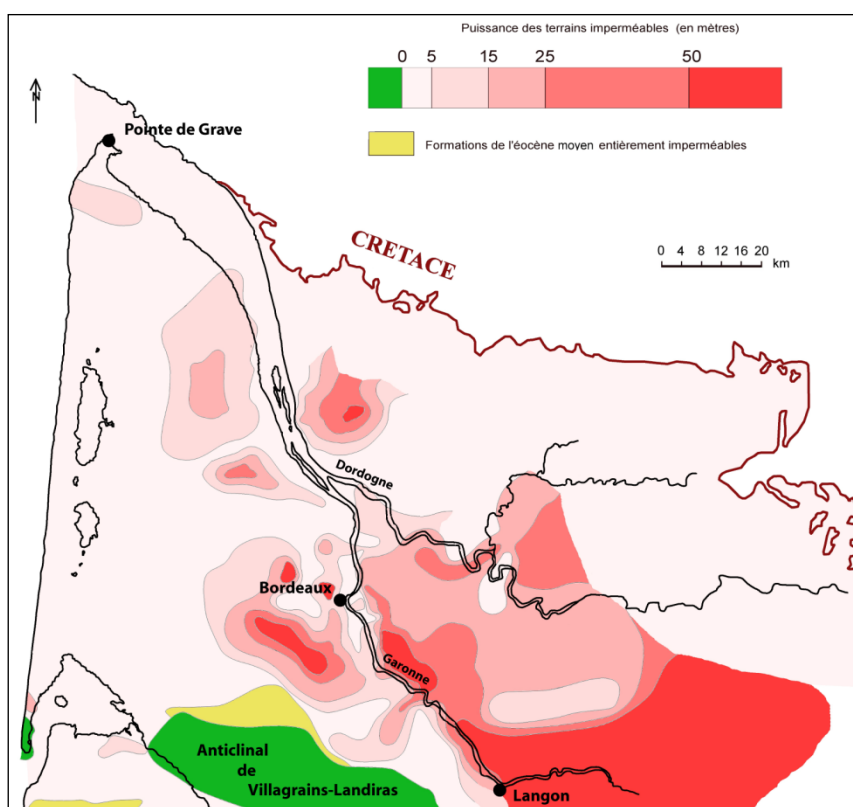 Puissance des terrains imperméables (en mètres)
0 5 15 25 50
Formations de l'éocène moyen entièrement imperméables
N
Pointe de Grave
CRETACE
0 4 8 12 16 20
km
Dordogne
Bordeaux
Garonne
Anticlinal
de
Villagrains-Landiras
Langon